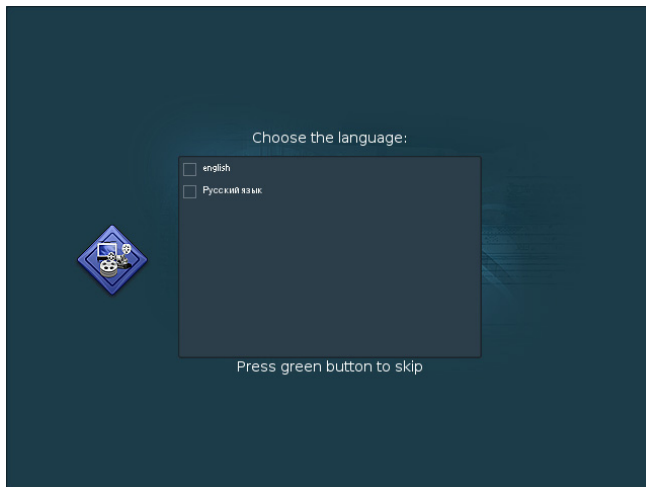 Choose the language:
english
Русский язык
Press green button to skip